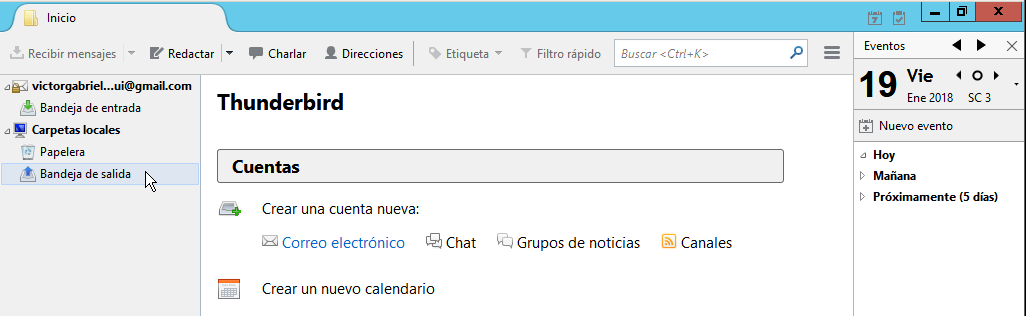 Inicio
7
Recibir mensajes
Redactar
Charlar
Direcciones
Etiqueta
Filtro rápido
Buscar <Ctrl+K>
Eventos
victorgabriel...ui@gmail.com
Bandeja de entrada
Carpetas locales
Papelera
Bandeja de salida
Thunderbird
Cuentas
Crear una cuenta nueva:
Correo electrónico
Chat
Grupos de noticias
Canales
Crear un nuevo calendario
19
Vie
Ene 2018
SC 3
Nuevo evento
Hoy
Mañana
Próximamente (5 días)